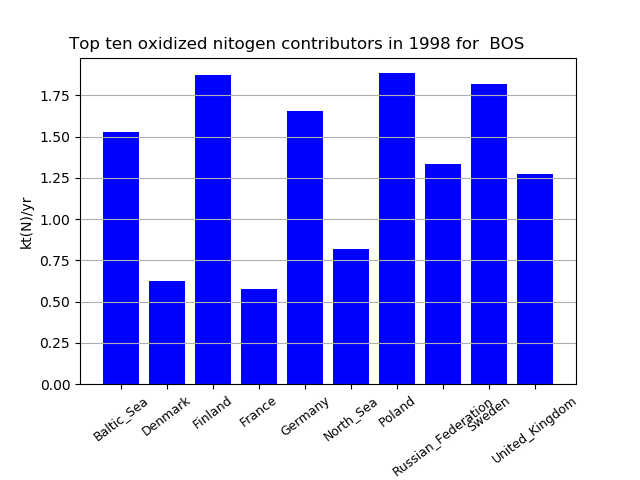 Top ten oxidized nitogen contributors in 1998 for  BOS
kt(N)/yr
1.75
1.50
1.25
1.00
0.75
0.50
0.25
0.00
Baltic_Sea
Denmark
Finland
France
Germany
North_Sea
Poland
Russian_Federation
Sweden
United_Kingdom